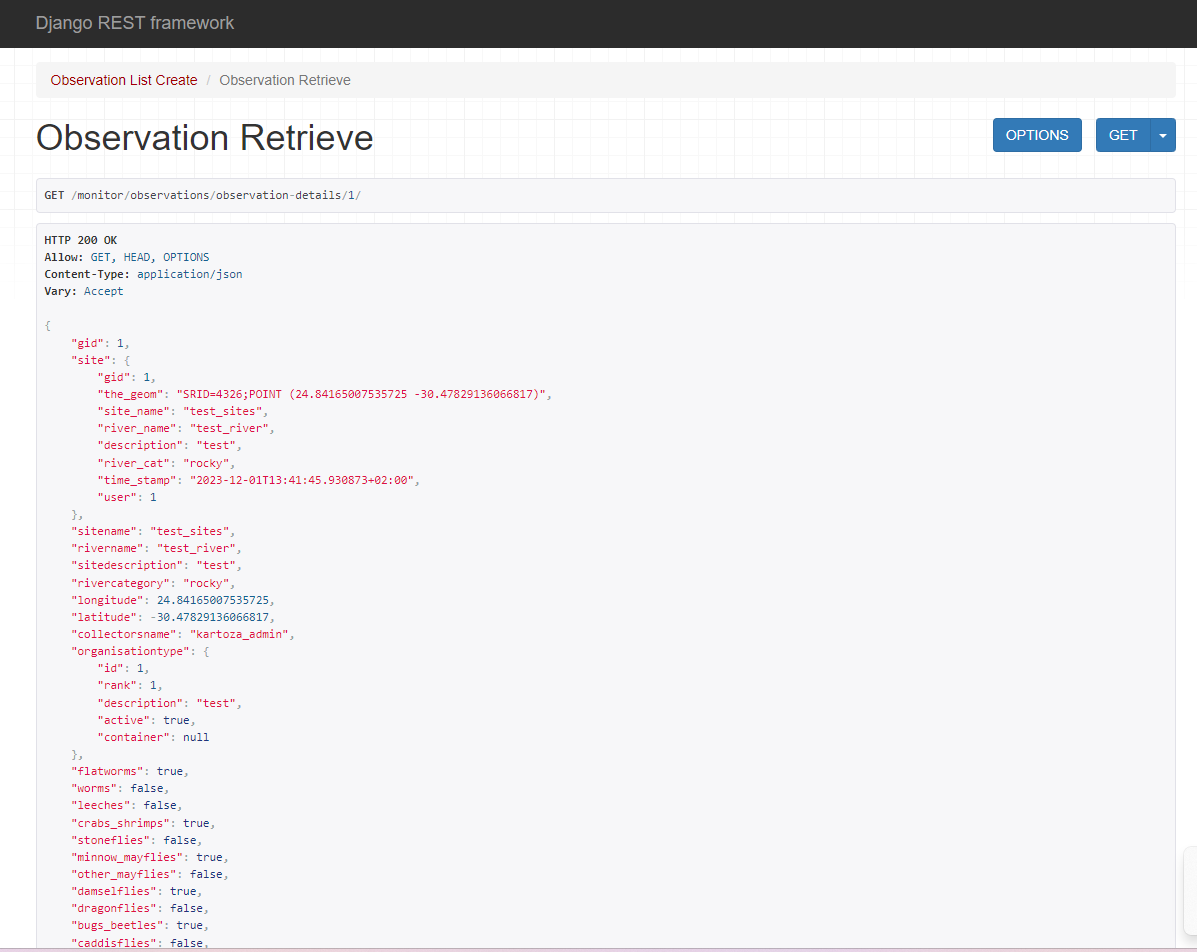 Django REST framework
Observation List Create / Observation Retrieve
Observation Retrieve
OPTIONS
GET
GET /monitor/observations/observation-details/1/
HTTP 200 OK
Allow: GET, HEAD, OPTIONS
Content-Type: application/json
Vary: Accept
{
    "gid": 1,
    "site": {
        "gid": 1,
        "the_geom": "SRID=4326;POINT (24.84165007535725 -30.47829136066817)",
        "site_name": "test_sites",
        "river_name": "test_river",
        "description": "test",
        "river_cat": "rocky",
        "time_stamp": "2023-12-01T13:41:45.930873+02:00",
        "user": 1
    },
    "sitename": "test_sites",
    "rivername": "test_river",
    "sitedescription": "test",
    "rivercategory": "rocky",
    "longitude": 24.84165007535725,
    "latitude": -30.47829136066817,
    "collectorsname": "kartoza_admin",
    "organisationtype": {
        "id": 1,
        "rank": 1,
        "description": "test",
        "active": true,
        "container": null
    },
    "flatworms": true,
    "worms": false,
    "leeches": false,
    "crabs_shrimps": true,
    "stoneflies": false,
    "minnow_mayflies": true,
    "other_mayflies": false,
    "damselflies": true,
    "dragonflies": false,
    "bugs_beetles": true,
    "caddisflies": false,